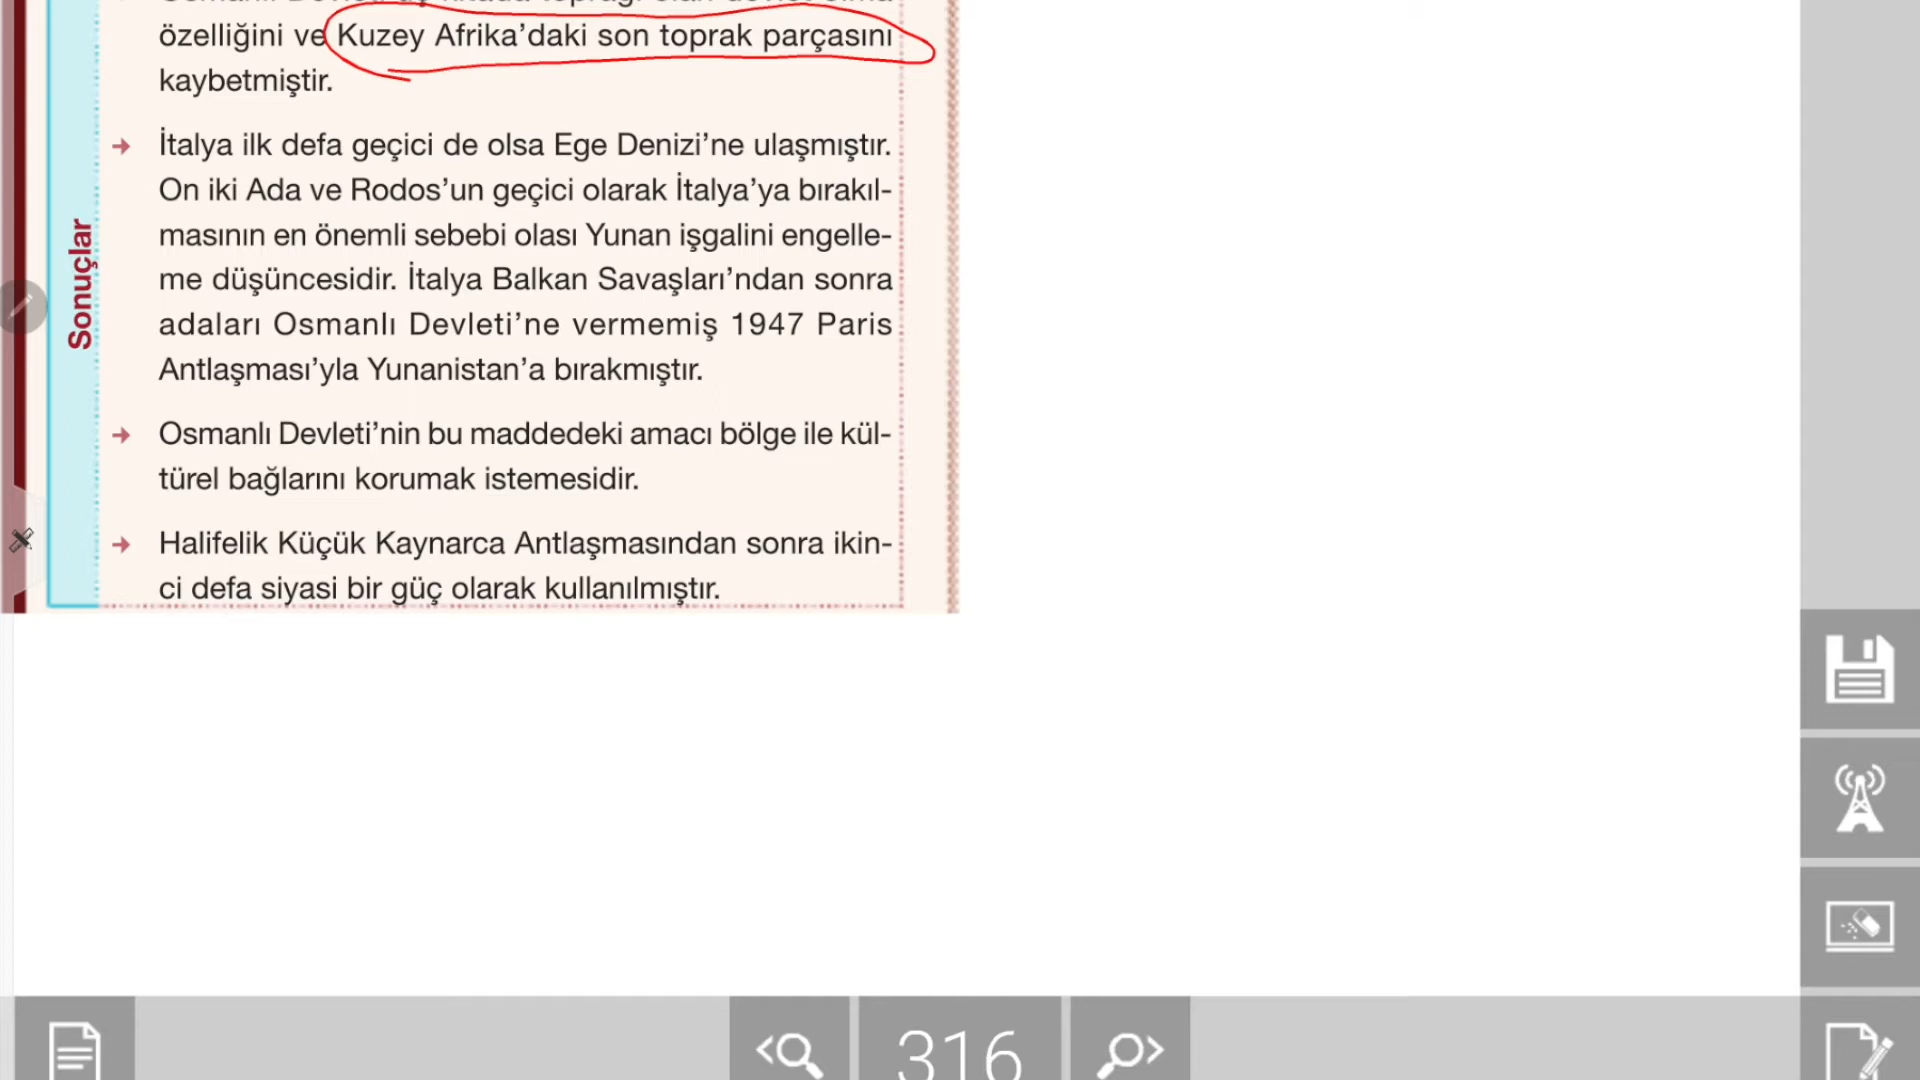 özelliğini ve Kuzey Afrika’daki son toprak parçasını
kaybetmiştir.
İtalya ilk defa geçici de olsa Ege Denizi’ne ulaşmıştır.
On iki Ada ve Rodos’un geçici olarak İtalya’ya bırakıl-
masının en önemli sebebi olası Yunan işgalini engelle-
me düşüncesidir. İtalya Balkan Savaşları’ndan sonra
adaları Osmanlı Devleti’ne vermemiş 1947 Paris
Antlaşması’yla Yunanistan’a bırakmıştır.
Osmanlı Devleti’nin bu maddedeki amacı bölge ile kül-
türel bağlarını korumak istemesidir.
Halifelik Küçük Kaynarca Antlaşmasından sonra ikin-
ci defa siyasi bir güç olarak kullanılmıştır.
Sonuçlar
316